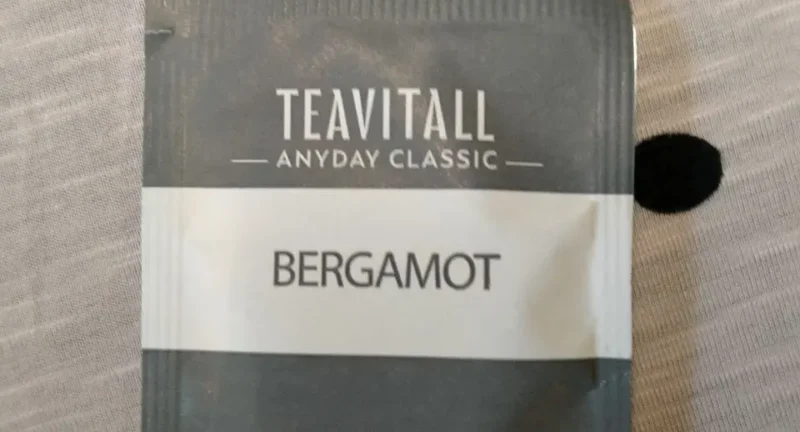 TEAVITALL
— ANYDAY CLASSIC —
BERGAMOT